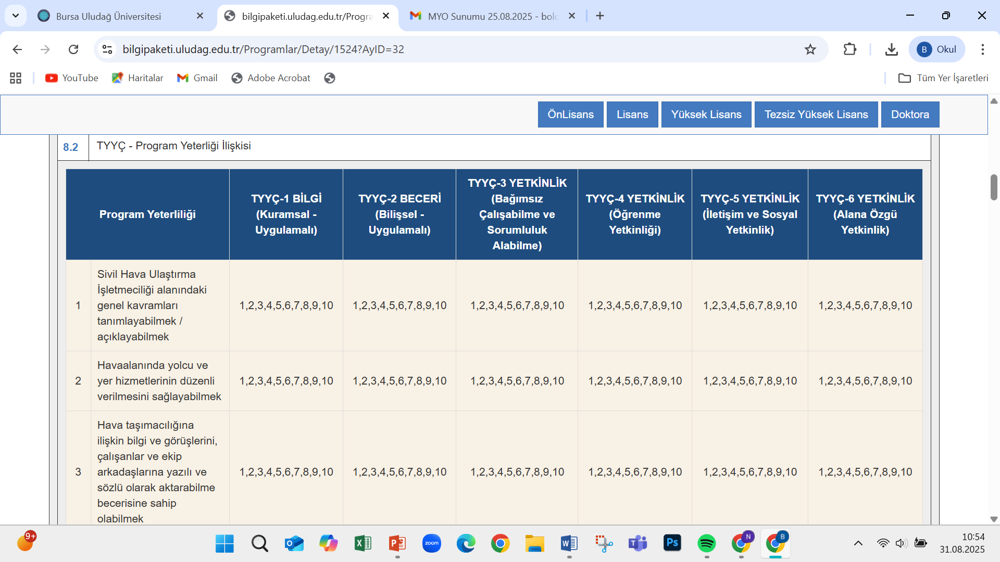 Bursa Uludağ Üniversitesi
bilgipaketi.uludag.edu.tr/Progra
MYO Sunumu 25.08.2025 - bolo
bilgipaketi.uludag.edu.tr/Programlar/Detay/1524?AyID=32
B Okul
YouTube
Haritalar
Gmail
Adobe Acrobat
Tüm Yer İşaretleri
ÖnLisans
Lisans
Yüksek Lisans
Tezsiz Yüksek Lisans
Doktora
8.2 TYYÇ - Program Yeterliği İlişkisi
Program Yeterliliği
TYYÇ-1 BİLGİ
(Kuramsal -
Uygulamalı)
TYYÇ-2 BECERİ
(Bilişsel -
Uygulamalı)
TYYÇ-3 YETKİNLİK
(Bağımsız
Çalışabilme ve
Sorumluluk
Alabilme)
TYYÇ-4 YETKİNLİK
(Öğrenme
Yetkinliği)
TYYÇ-5 YETKİNLİK
(İletişim ve Sosyal
Yetkinlik)
TYYÇ-6 YETKİNLİK
(Alana Özgü
Yetkinlik)
1
Sivil Hava Ulaştırma
İşletmeciliği alanındaki
genel kavramları
tanımlayabilmek /
açıklayabilmek
1,2,3,4,5,6,7,8,9,10
1,2,3,4,5,6,7,8,9,10
1,2,3,4,5,6,7,8,9,10
1,2,3,4,5,6,7,8,9,10
1,2,3,4,5,6,7,8,9,10
1,2,3,4,5,6,7,8,9,10
2
Havaalanında yolcu ve
yer hizmetlerinin düzenli
verilmesini sağlayabilmek
1,2,3,4,5,6,7,8,9,10
1,2,3,4,5,6,7,8,9,10
1,2,3,4,5,6,7,8,9,10
1,2,3,4,5,6,7,8,9,10
1,2,3,4,5,6,7,8,9,10
1,2,3,4,5,6,7,8,9,10
3
Hava taşımacılığına
ilişkin bilgi ve görüşlerini,
çalışanlar ve ekip
arkadaşlarına yazılı ve
sözlü olarak aktarabilme
becerisine sahip
olabilmek
1,2,3,4,5,6,7,8,9,10
1,2,3,4,5,6,7,8,9,10
1,2,3,4,5,6,7,8,9,10
1,2,3,4,5,6,7,8,9,10
1,2,3,4,5,6,7,8,9,10
1,2,3,4,5,6,7,8,9,10
9+
zoom
Ps
N
B
10:54
31.08.2025